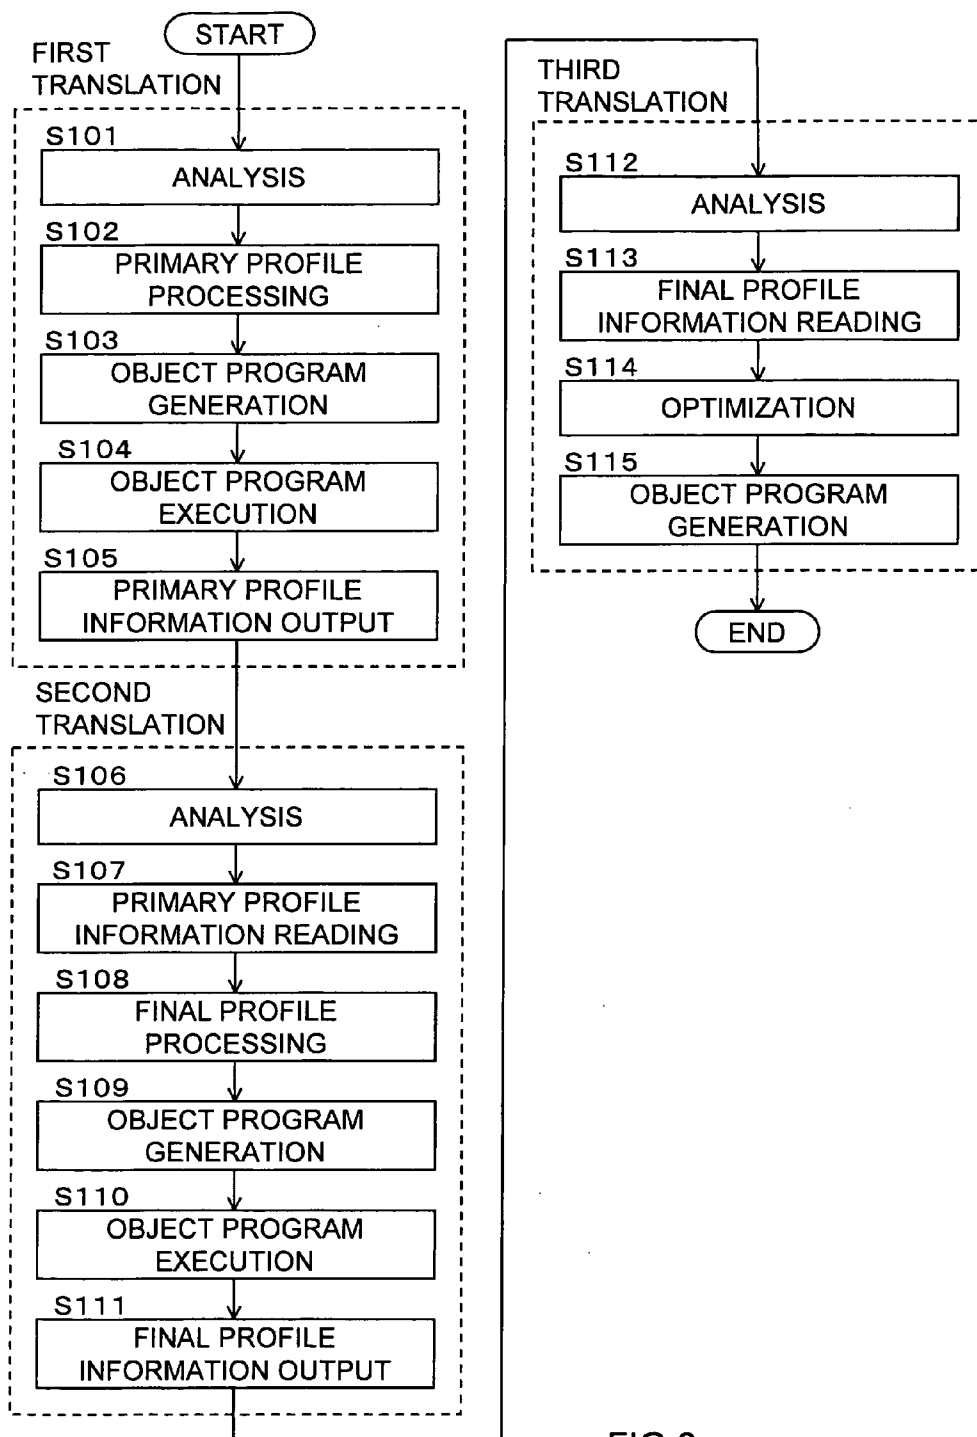 START
FIRST
TRANSLATION
S101
ANALYSIS
S102
PRIMARY PROFILE
PROCESSING
S103
OBJECT PROGRAM
GENERATION
S104
OBJECT PROGRAM
EXECUTION
S105
PRIMARY PROFILE
INFORMATION OUTPUT
SECOND
TRANSLATION
S106
ANALYSIS
S107
PRIMARY PROFILE
INFORMATION READING
S108
FINAL PROFILE
PROCESSING
S109
OBJECT PROGRAM
GENERATION
S110
OBJECT PROGRAM
EXECUTION
S111
FINAL PROFILE
INFORMATION OUTPUT
THIRD
TRANSLATION
S112
ANALYSIS
S113
FINAL PROFILE
INFORMATION READING
S114
OPTIMIZATION
S115
OBJECT PROGRAM
GENERATION
END